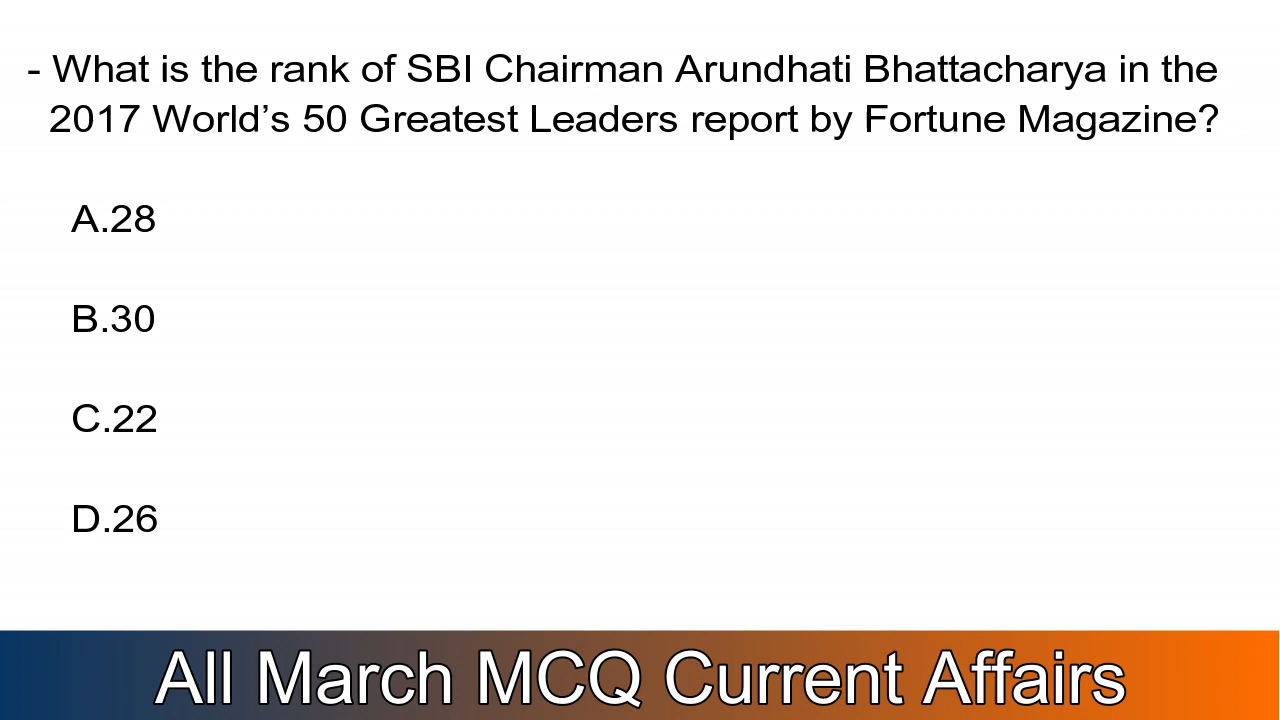 - What is the rank of SBI Chairman Arundhati Bhattacharya in the
2017 World’s 50 Greatest Leaders report by Fortune Magazine?
A.28
B.30
C.22
D.26
All March MCQ Current Affairs